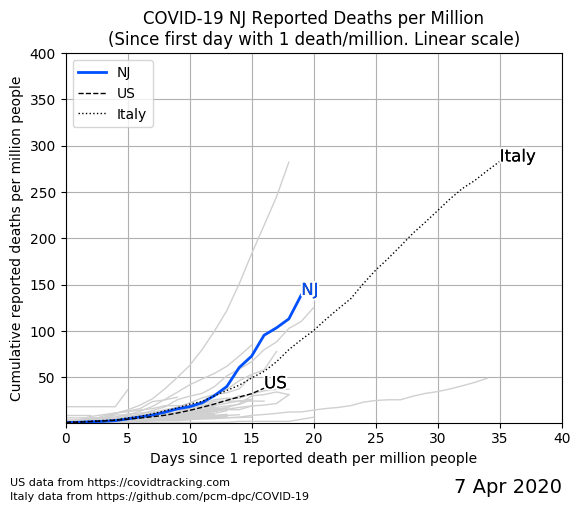 COVID-19 NJ Reported Deaths per Million
(Since first day with 1 death/million. Linear scale)
Cumulative reported deaths per million people
400
350
300
250
200
150
100
50
NJ
US
Italy
Italy
NJ
US
0
5
10
15
20
25
30
35
40
Days since 1 reported death per million people
US data from https://covidtracking.com
Italy data from https://github.com/pcm-dpc/COVID-19
7 Apr 2020